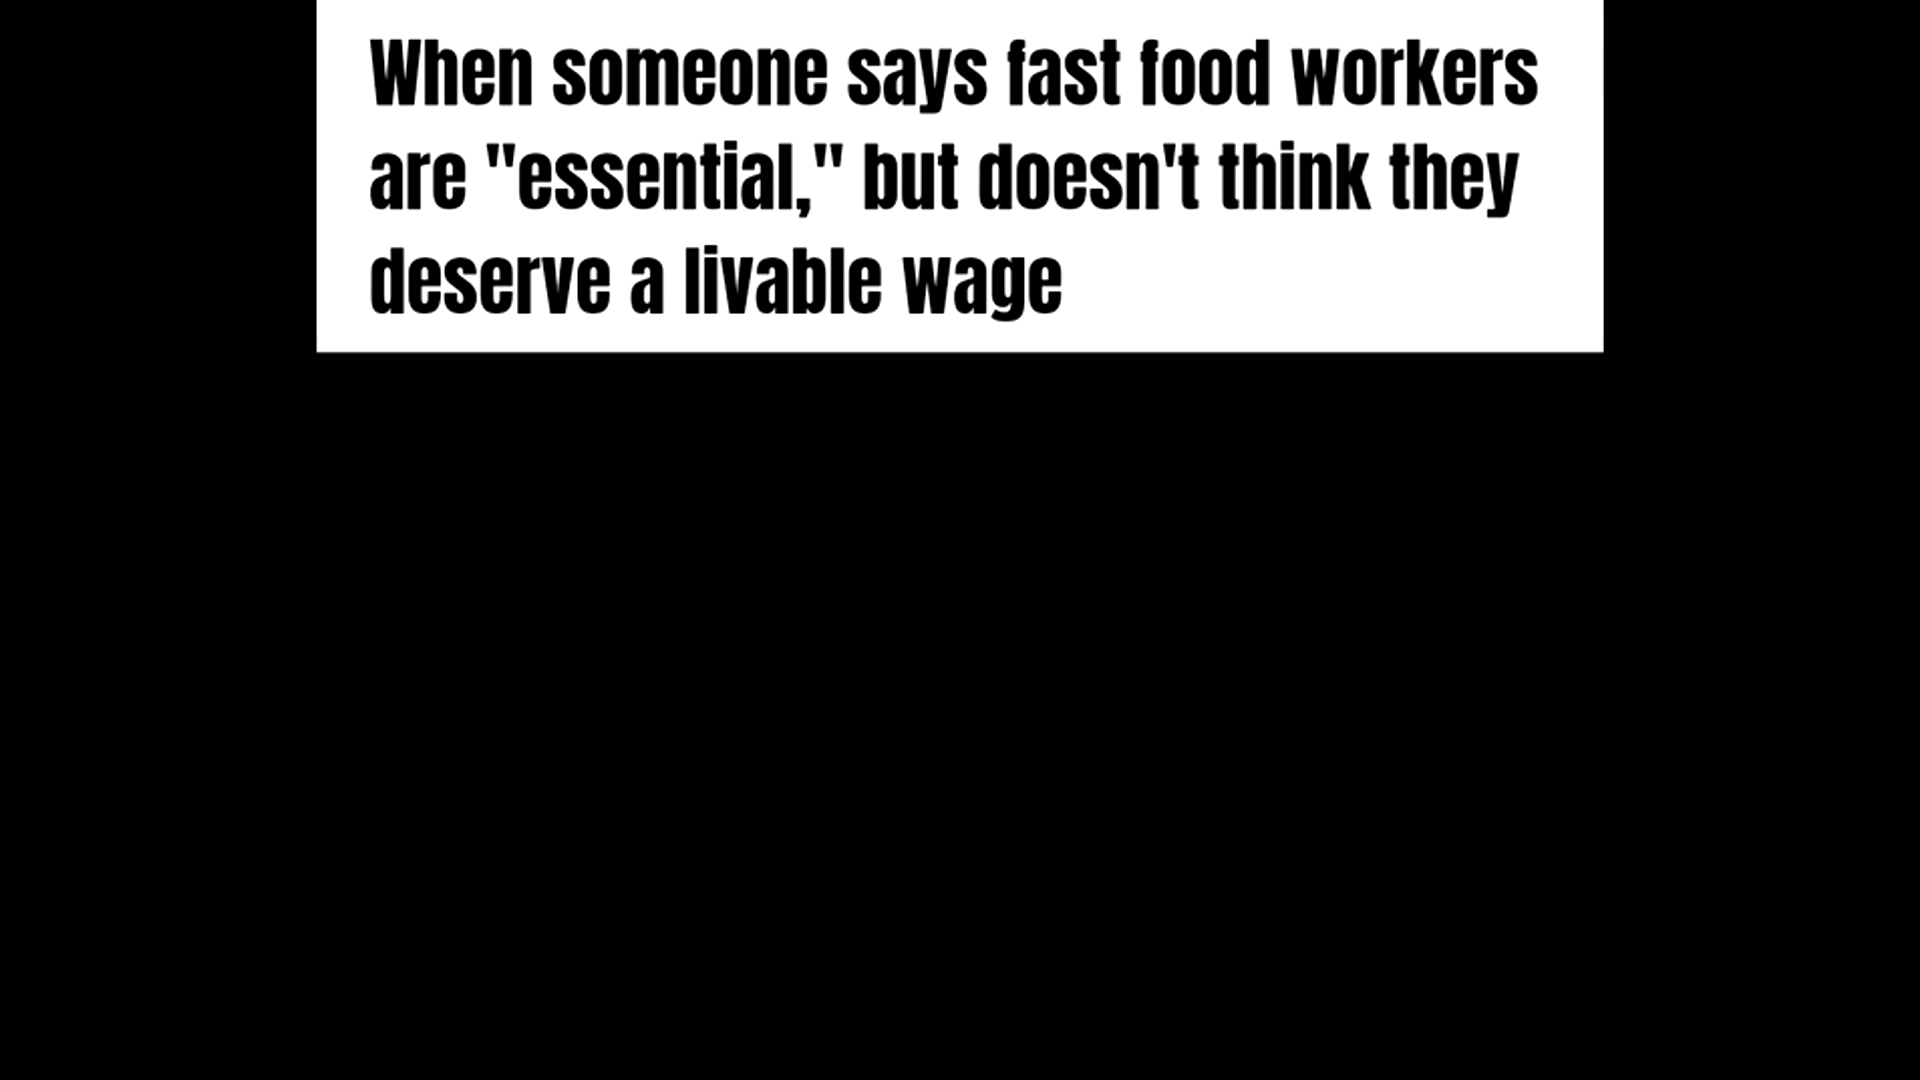 When someone says fast food workers
are "essential," but doesn't think they
deserve a livable wage